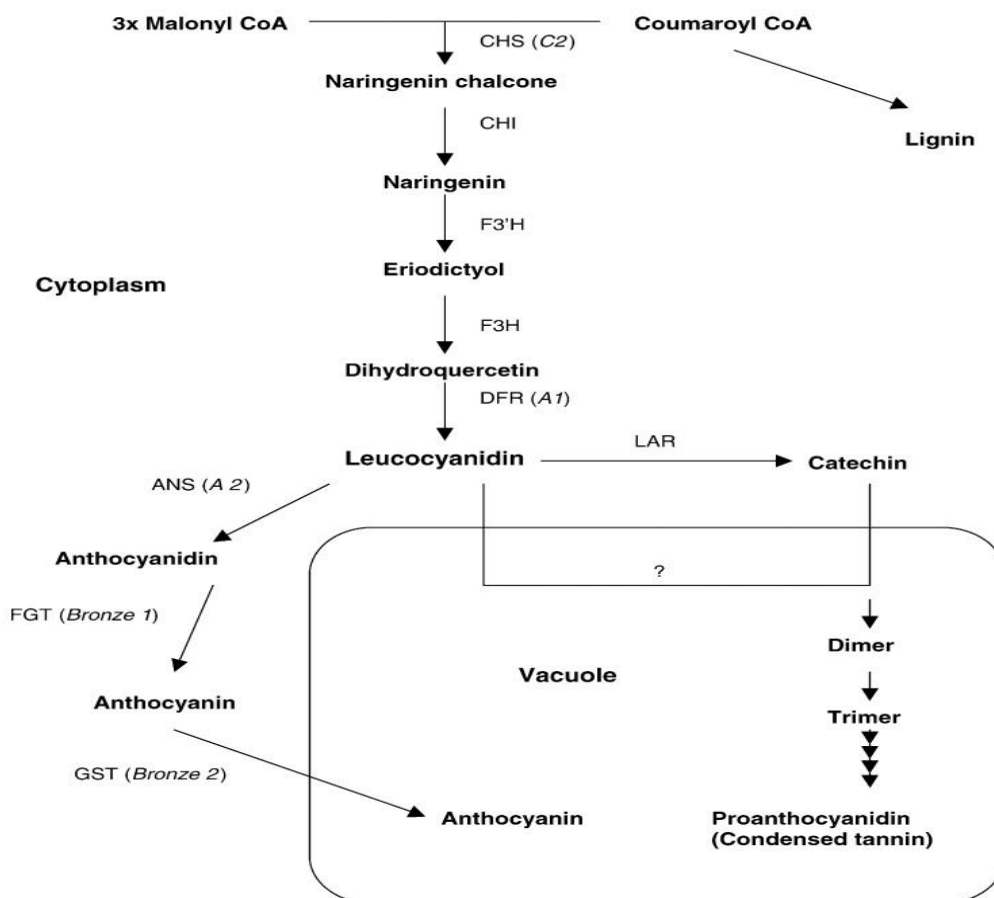 3x Malonyl CoA
Coumaroyl CoA
CHS (C2)
Naringenin chalcone
CHI
Lignin
Naringenin
F3'H
Eriodictyol
Cytoplasm
F3H
Dihydroquercetin
DFR (A1)
Leucocyanidin
LAR
Catechin
ANS (A 2)
Anthocyanidin
?
FGT (Bronze 1)
Dimer
Vacuole
Anthocyanin
Trimer
GST (Bronze 2)
Anthocyanin
Proanthocyanidin
(Condensed tannin)